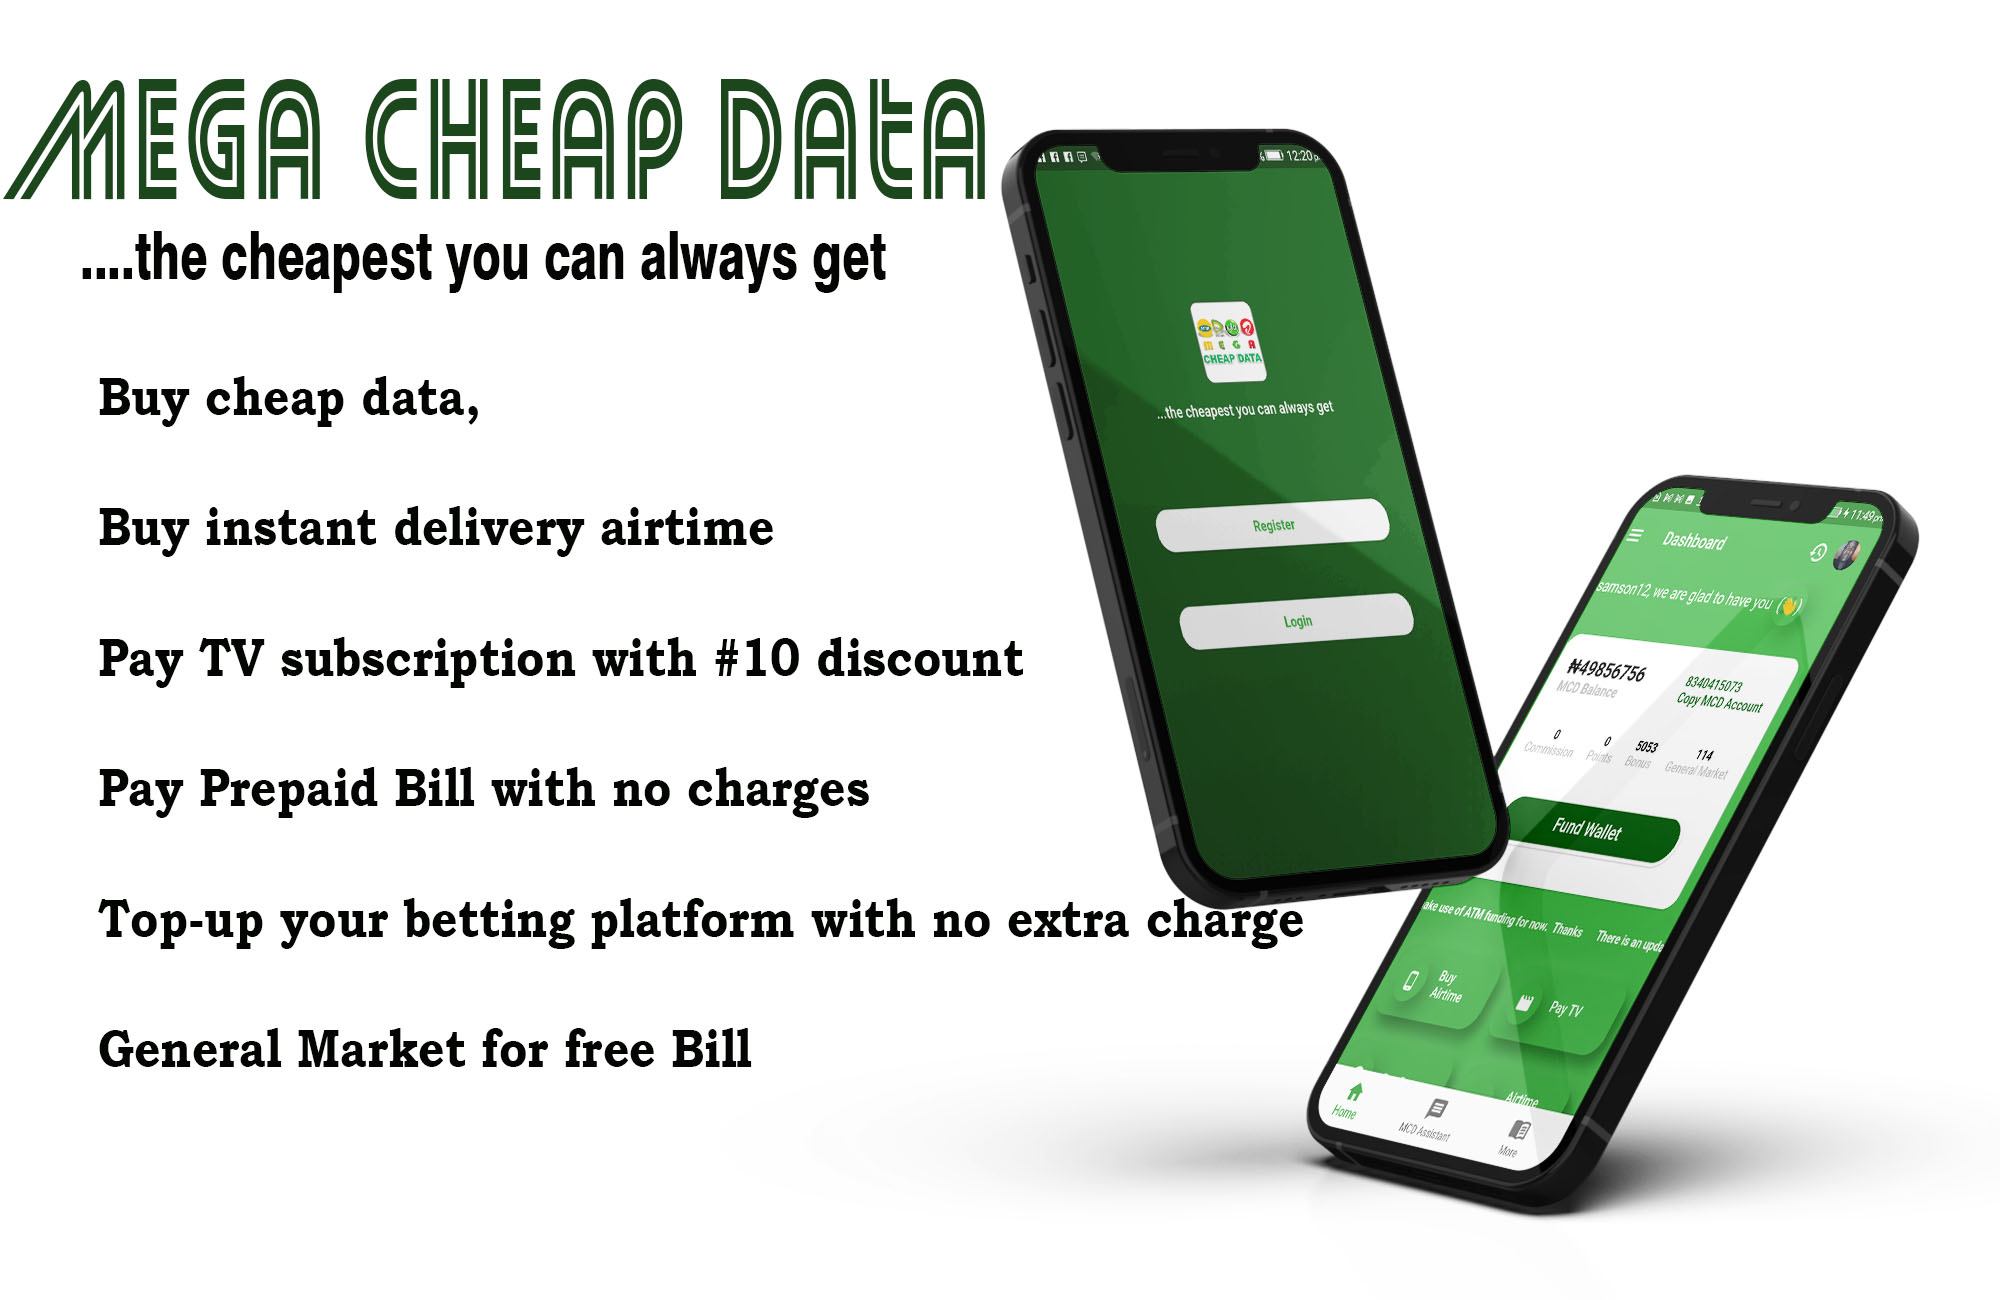 MEGA CHEAP DATA
....the cheapest you can always get
Buy cheap data,
Buy instant delivery airtime
Pay TV subscription with #10 discount
Pay Prepaid Bill with no charges
Top-up your betting platform with no extra charge
General Market for free Bill
12:20
MEGA
CHEAP DATA
...the cheapest you can always get
Register
Login
11:49pm
Dashboard
samson12, we are glad to have you
₦49856756
MCD Balance
8340415073
Copy MCD Account
0 0 5053 114
Commission Points Bonus General Market
Fund Wallet
use of ATM funding for now. Thanks There is an
Buy
Airtime
Pay TV
Airtime
Home
MCD Assistant
More